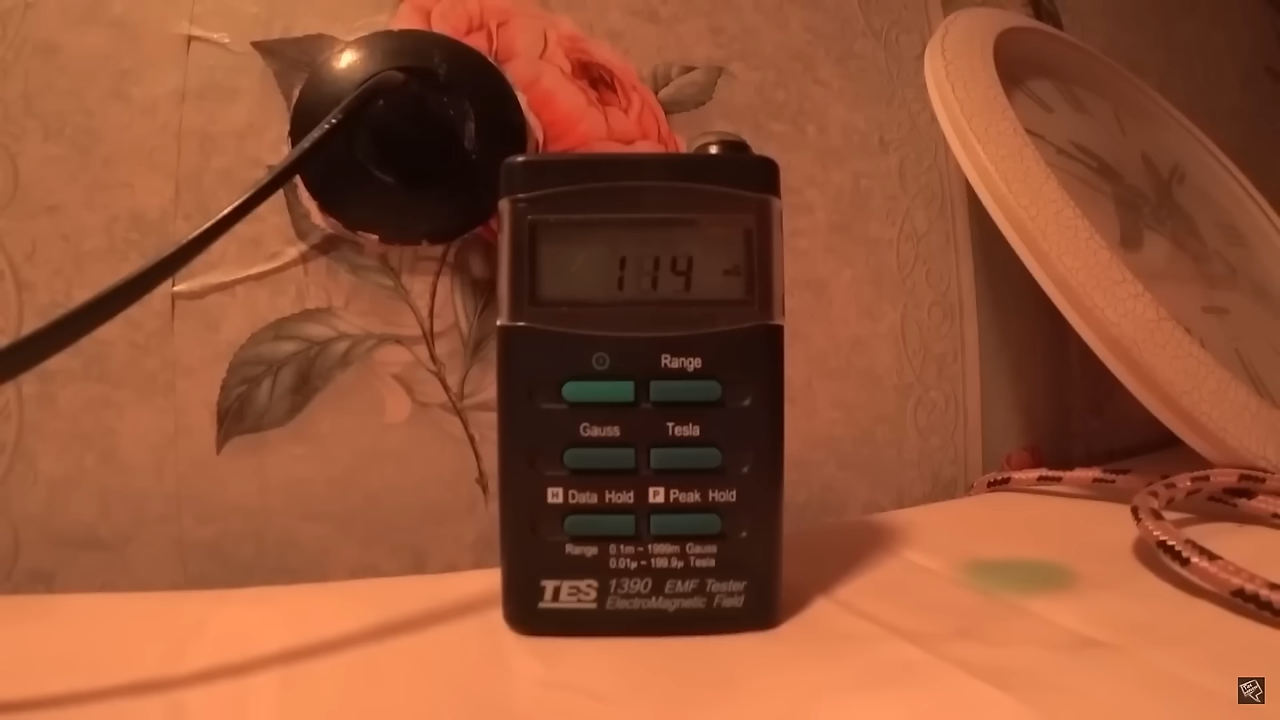 114
Range
Gauss Tesla
H Data Hold P Peak Hold
Range 0.1m ~ 1999m Gauss
0.01µ ~ 199.9µ Tesla
TES 1390 EMF Tester
ElectroMagnetic Field